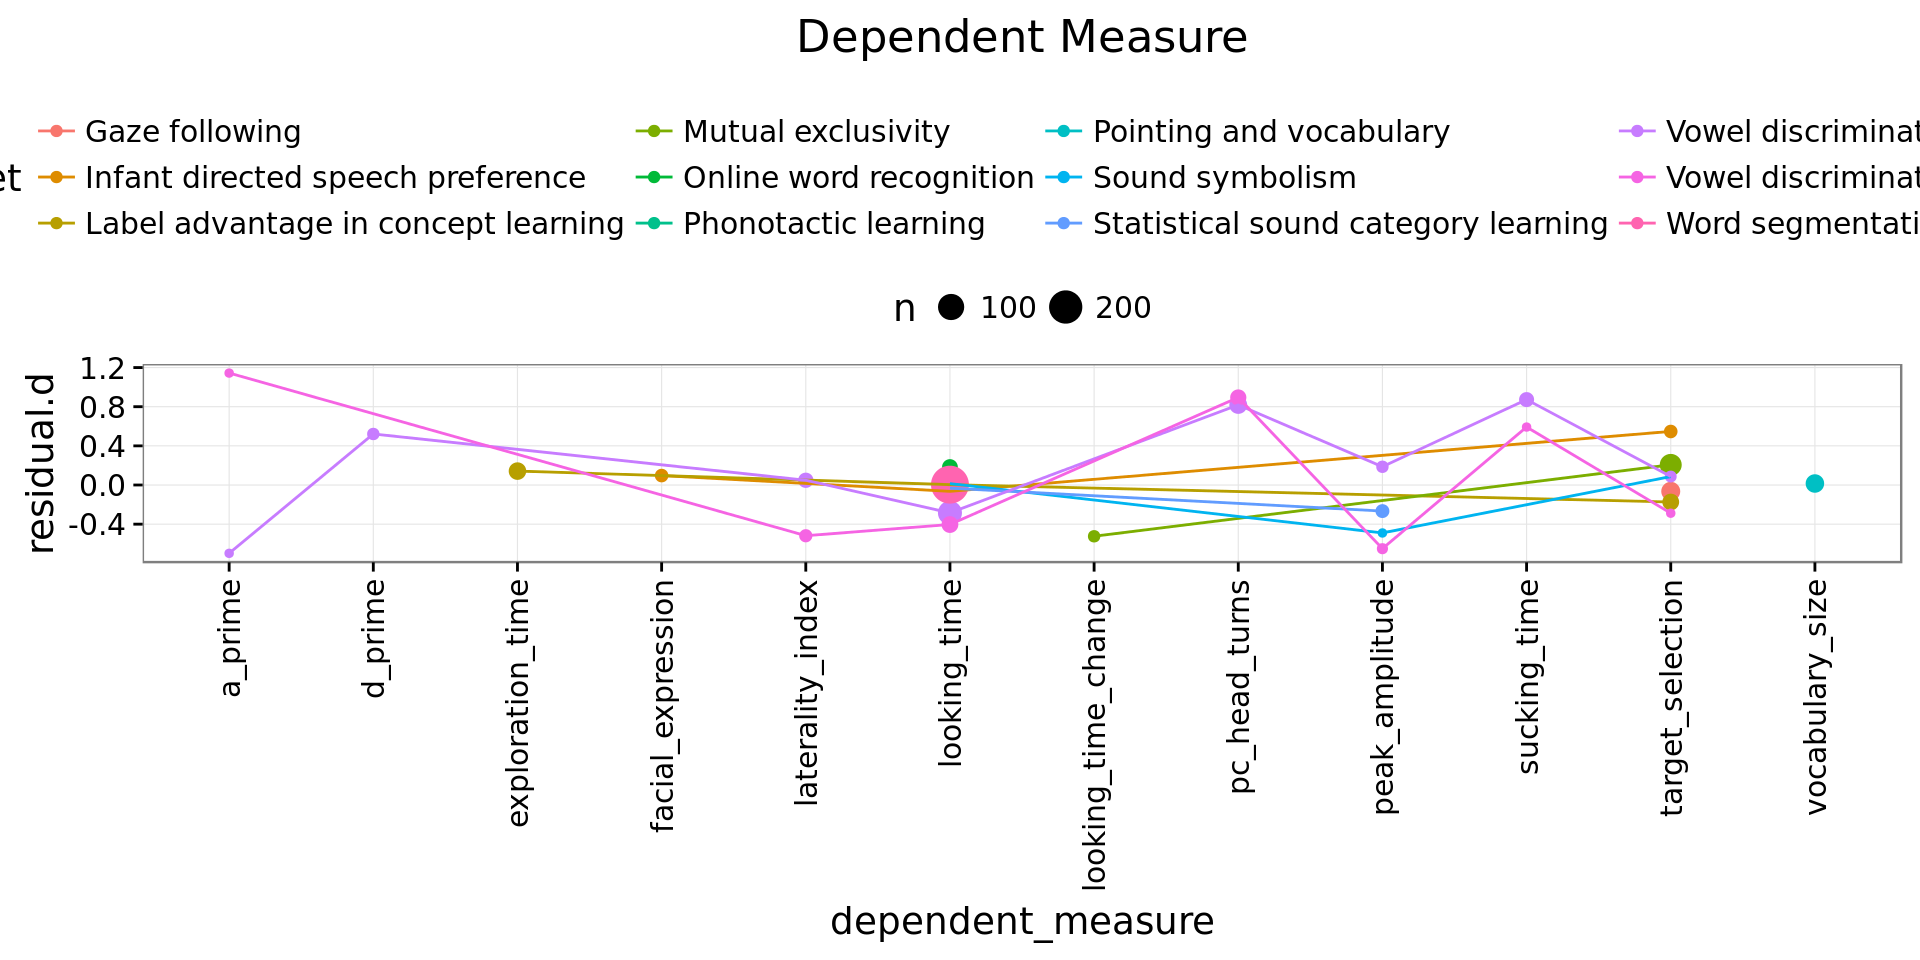 Dependent Measure
Gaze following Mutual exclusivity Pointing and vocabulary Vowel discriminat
et Infant directed speech preference Online word recognition Sound symbolism Vowel discriminat
Label advantage in concept learning Phonotactic learning Statistical sound category learning Word segmentati
n 100 200
1.2
0.8
0.4
0.0
-0.4
residual.d
a_prime
d_prime
exploration_time
facial_expression
laterality_index
looking_time
looking_time_change
pc_head_turns
peak_amplitude
sucking_time
target_selection
vocabulary_size
dependent_measure